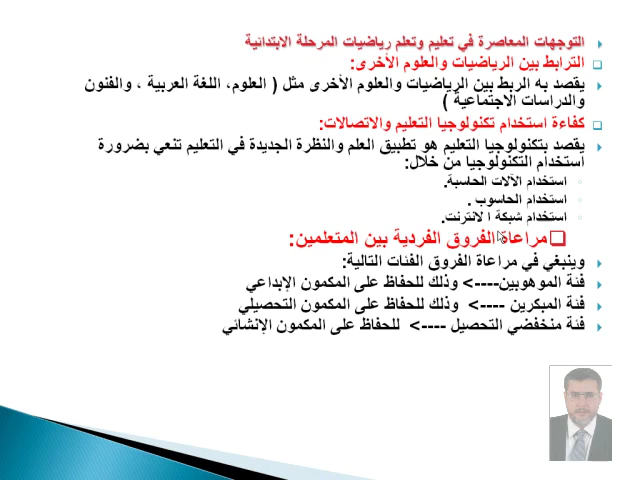 التوجهات المعاصرة في تعليم وتعلم رياضيات المرحلة الابتدائية
الترابط بين الرياضيات والعلوم الأخرى:
يقصد به الربط بين الرياضيات والعلوم الأخرى مثل ( العلوم، اللغة العربية ، والفنون
والدراسات الاجتماعية )
كفاءة استخدام تكنولوجيا التعليم والاتصالات:
يقصد بتكنولوجيا التعليم هو تطبيق العلم والنظرة الجديدة في التعليم تنعي بضرورة
استخدام التكنولوجيا من خلال:
استخدام الآلات الحاسبة.
استخدام الحاسوب .
استخدام شبكة ا لانترنت.
مراعاة الفروق الفردية بين المتعلمين:
وينبغي في مراعاة الفروق الفئات التالية:
فئة الموهوبين----> وذلك للحفاظ على المكمون الإبداعي
فئة المبكرين ----> وذلك للحفاظ على المكمون التحصيلي
فئة منخفضي التحصيل ----> للحفاظ على المكمون الإنشائي